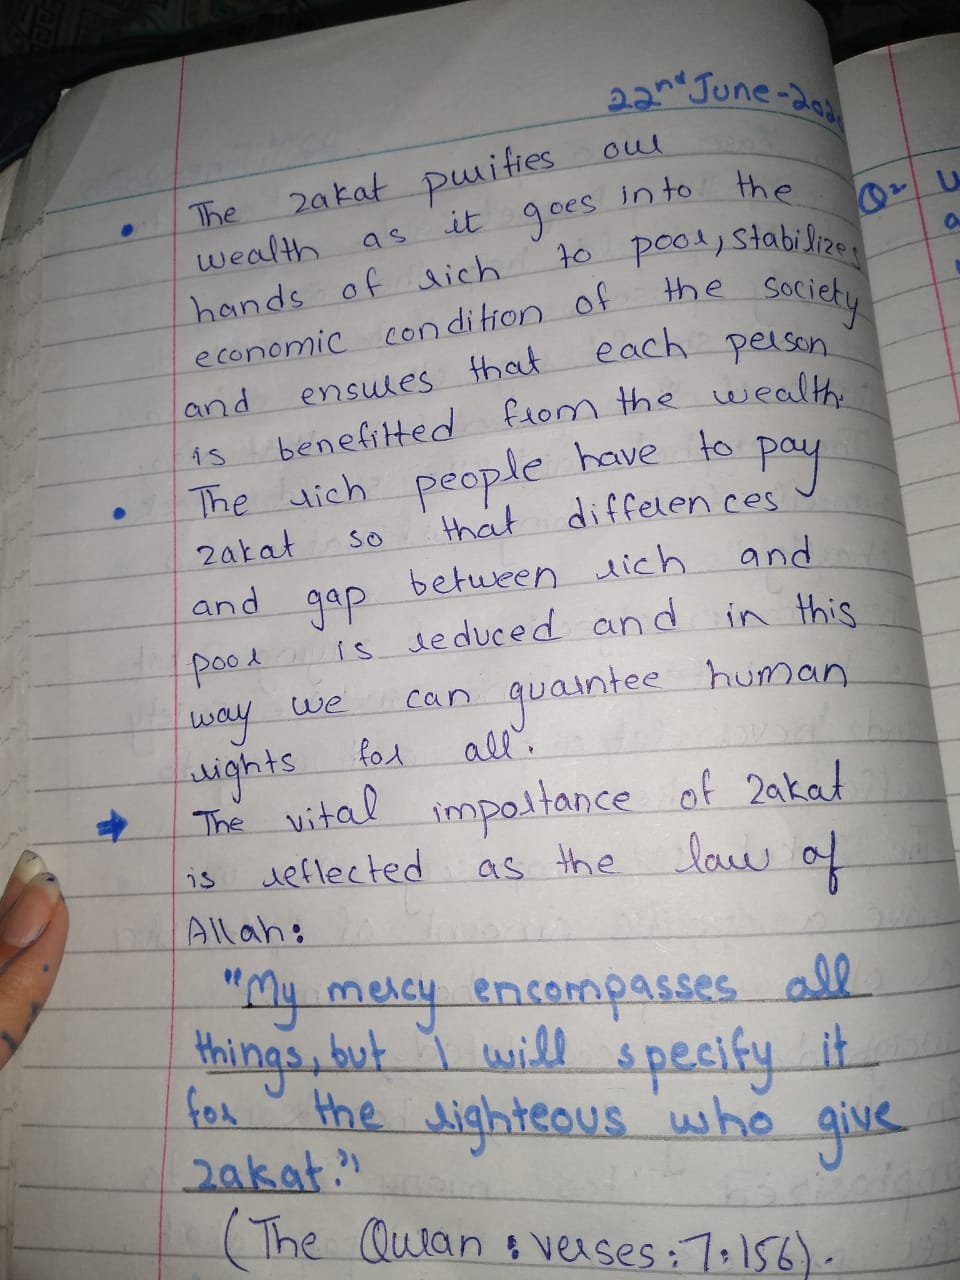 22nd June-202
• The zakat purifies our
wealth as it goes into the
hands of rich to poor, stabilizes
economic condition of the society
and ensures that each person
is benefitted from the wealth.
• The rich people have to pay
zakat so that differences
and gap between rich and
poor is reduced and in this
way we can guarntee human
rights for all.
➡ The vital importance of zakat
is reflected as the law of
Allah:
"My mercy encompasses all
things, but I will specify it
for the righteous who give
zakat."
(The Quran : verses : 7:156).
Q2